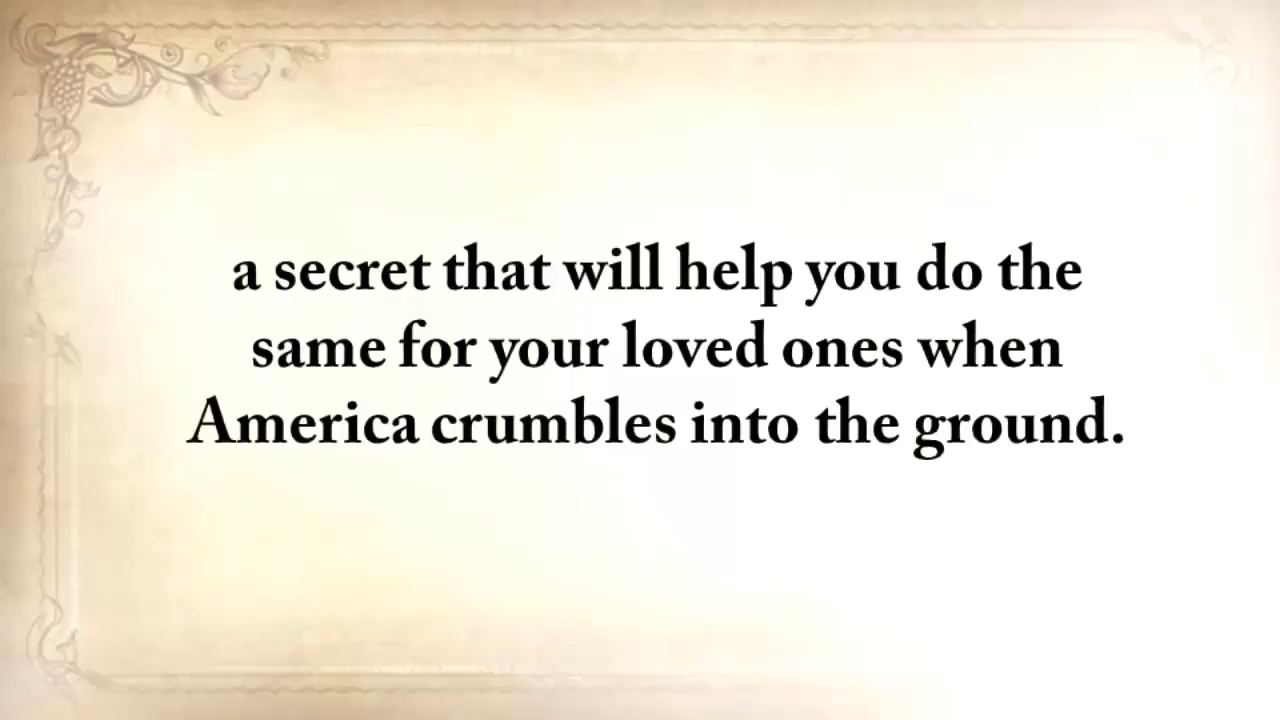 a secret that will help you do the
same for your loved ones when
America crumbles into the ground.